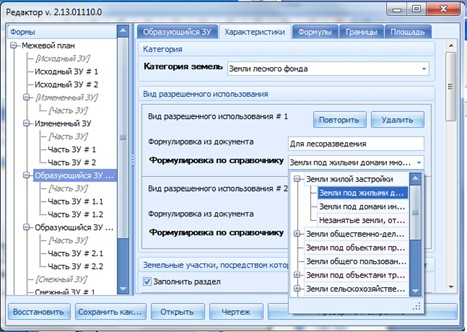 Редактор v. 2.13.01110.0
Формы
Межевой план
[Исходный ЗУ]
Исходный ЗУ # 1
Исходный ЗУ # 2
[Измененный ЗУ]
[Часть ЗУ]
Измененный ЗУ
Часть ЗУ # 1
Часть ЗУ # 2
Образующийся ЗУ ...
[Часть ЗУ]
Часть ЗУ # 1.1
Часть ЗУ # 1.2
Образующийся ЗУ ...
[Часть ЗУ]
Часть ЗУ # 2.1
Часть ЗУ # 2.2
[Смежный ЗУ]
Смежный ЗУ # 1
Образующийся ЗУ Характеристики Формулы Границы Площадь
Категория
Категория земель Земли лесного фонда
Вид разрешенного использования
Вид разрешенного использования # 1 Повторить Удалить
Формулировка из документа Для лесоразведения
Формулировка по справочнику Земли под жилыми домами мно...
Земли жилой застройки
Земли под жилыми д...
Земли под домами ин...
Незанятые земли, от...
Земли общественно-дел...
Земли под объектами пр...
Земли общего пользован...
Земли под объектами тр...
Земли сельскохозяйстве...
Вид разрешенного использования # 2
Формулировка из документа
Формулировка по справочнику
Земельные участки, посредством котор
Заполнить раздел
Восстановить Сохранить как... Открыть Чертеж